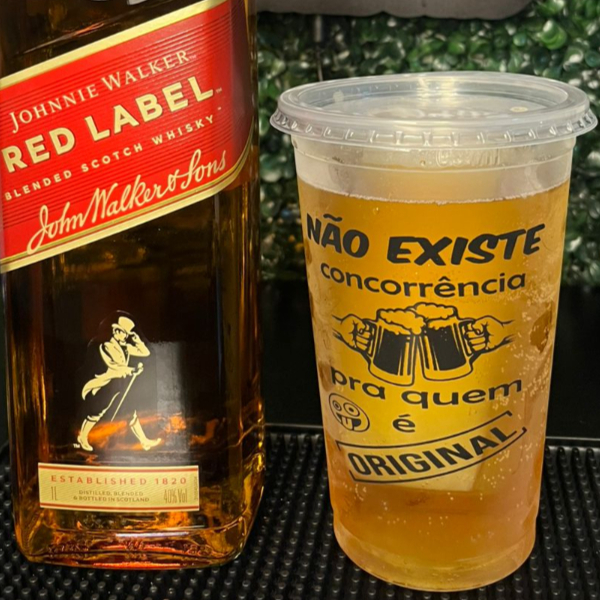 JOHNNIE WALKER
RED LABEL
BLENDED SCOTCH WHISKY
John Walker & Sons
ESTABLISHED 1820
1L
DISTILLED, BLENDED
& BOTTLED IN SCOTLAND
40% Vol
NÃO EXISTE
concorrência
pra quem
é
ORIGINAL